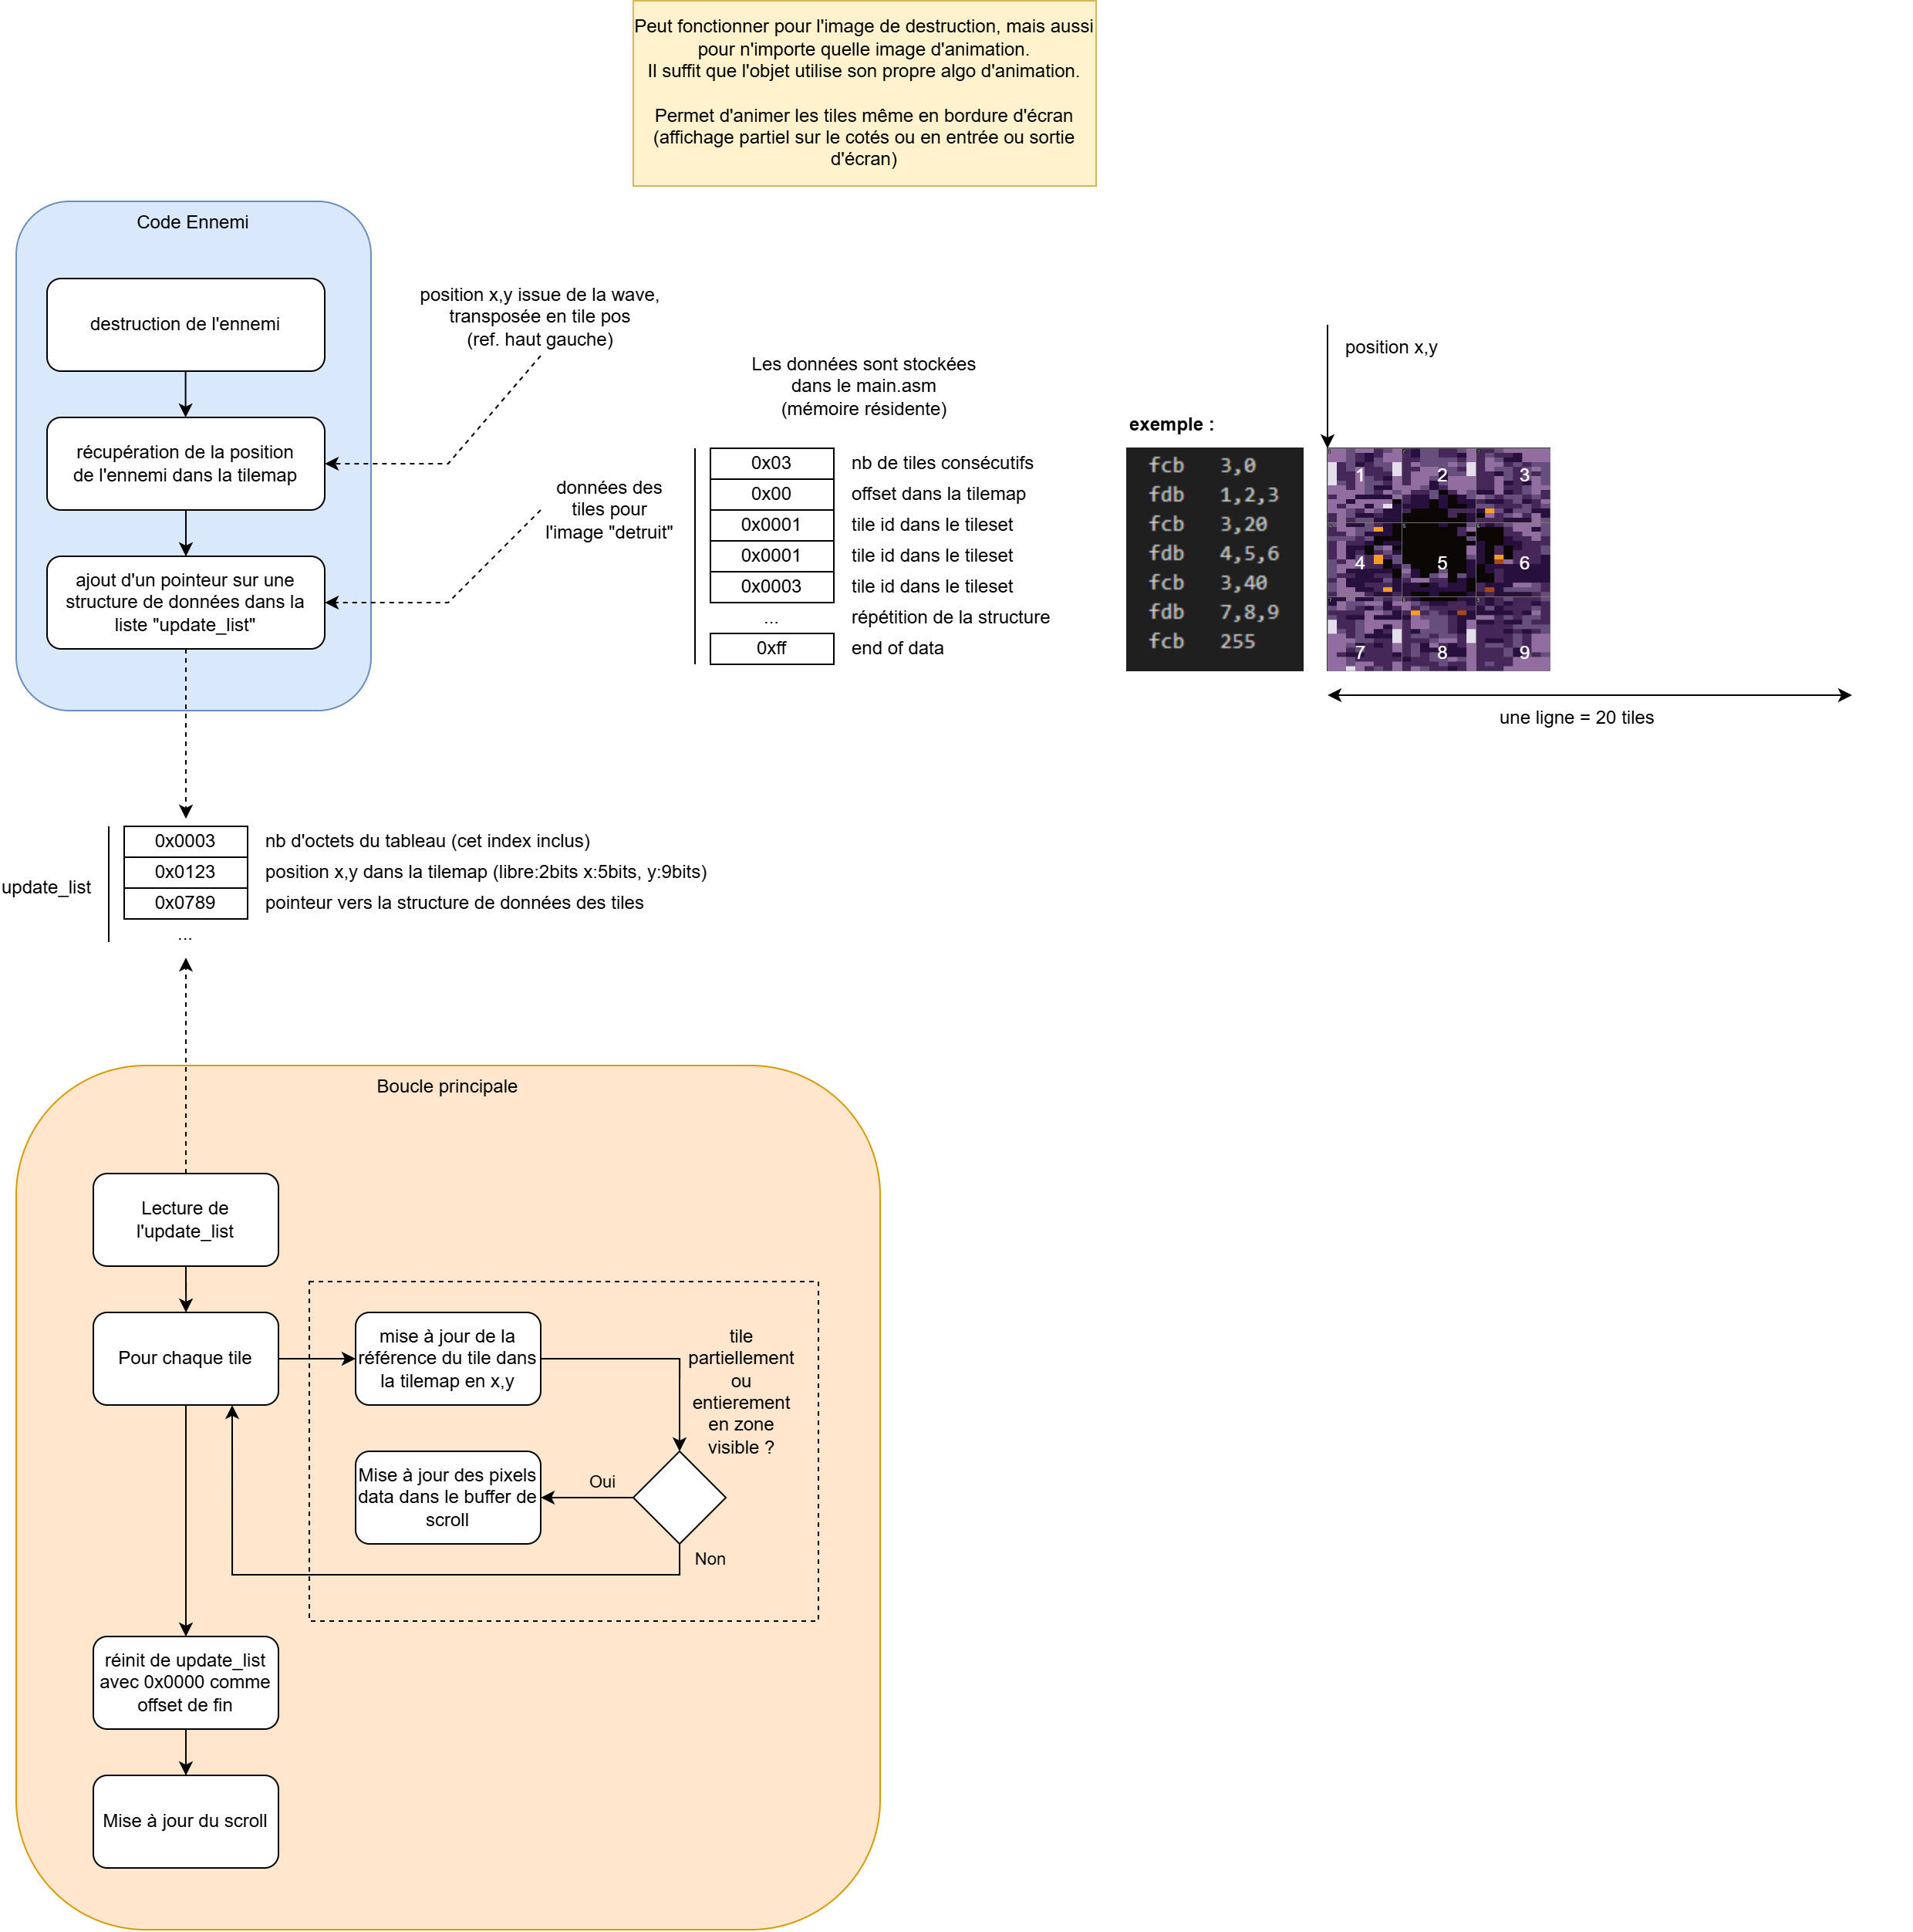 Peut fonctionner pour l'image de destruction, mais aussi
pour n'importe quelle image d'animation.
Il suffit que l'objet utilise son propre algo d'animation.
Permet d'animer les tiles même en bordure d'écran
(affichage partiel sur le cotés ou en entrée ou sortie
d'écran)
Code Ennemi
destruction de l'ennemi
récupération de la position
de l'ennemi dans la tilemap
ajout d'un pointeur sur une
structure de données dans la
liste "update_list"
position x,y issue de la wave,
transposée en tile pos
(ref. haut gauche)
données des
tiles pour
l'image "detruit"
Les données sont stockées
dans le main.asm
(mémoire résidente)
0x03 nb de tiles consécutifs
0x00 offset dans la tilemap
0x0001 tile id dans le tileset
0x0001 tile id dans le tileset
0x0003 tile id dans le tileset
... répétition de la structure
0xff end of data
exemple :
fcb 3,0
fdb 1,2,3
fcb 3,20
fdb 4,5,6
fcb 3,40
fdb 7,8,9
fcb 255
position x,y
1 2 3
4 5 6
7 8 9
une ligne = 20 tiles
update_list
0x0003 nb d'octets du tableau (cet index inclus)
0x0123 position x,y dans la tilemap (libre:2bits x:5bits, y:9bits)
0x0789 pointeur vers la structure de données des tiles
...
Boucle principale
Lecture de
l'update_list
Pour chaque tile
mise à jour de la
référence du tile dans
la tilemap en x,y
tile
partiellement
ou
entierement
en zone
visible ?
Oui
Mise à jour des pixels
data dans le buffer de
scroll
Non
réinit de update_list
avec 0x0000 comme
offset de fin
Mise à jour du scroll